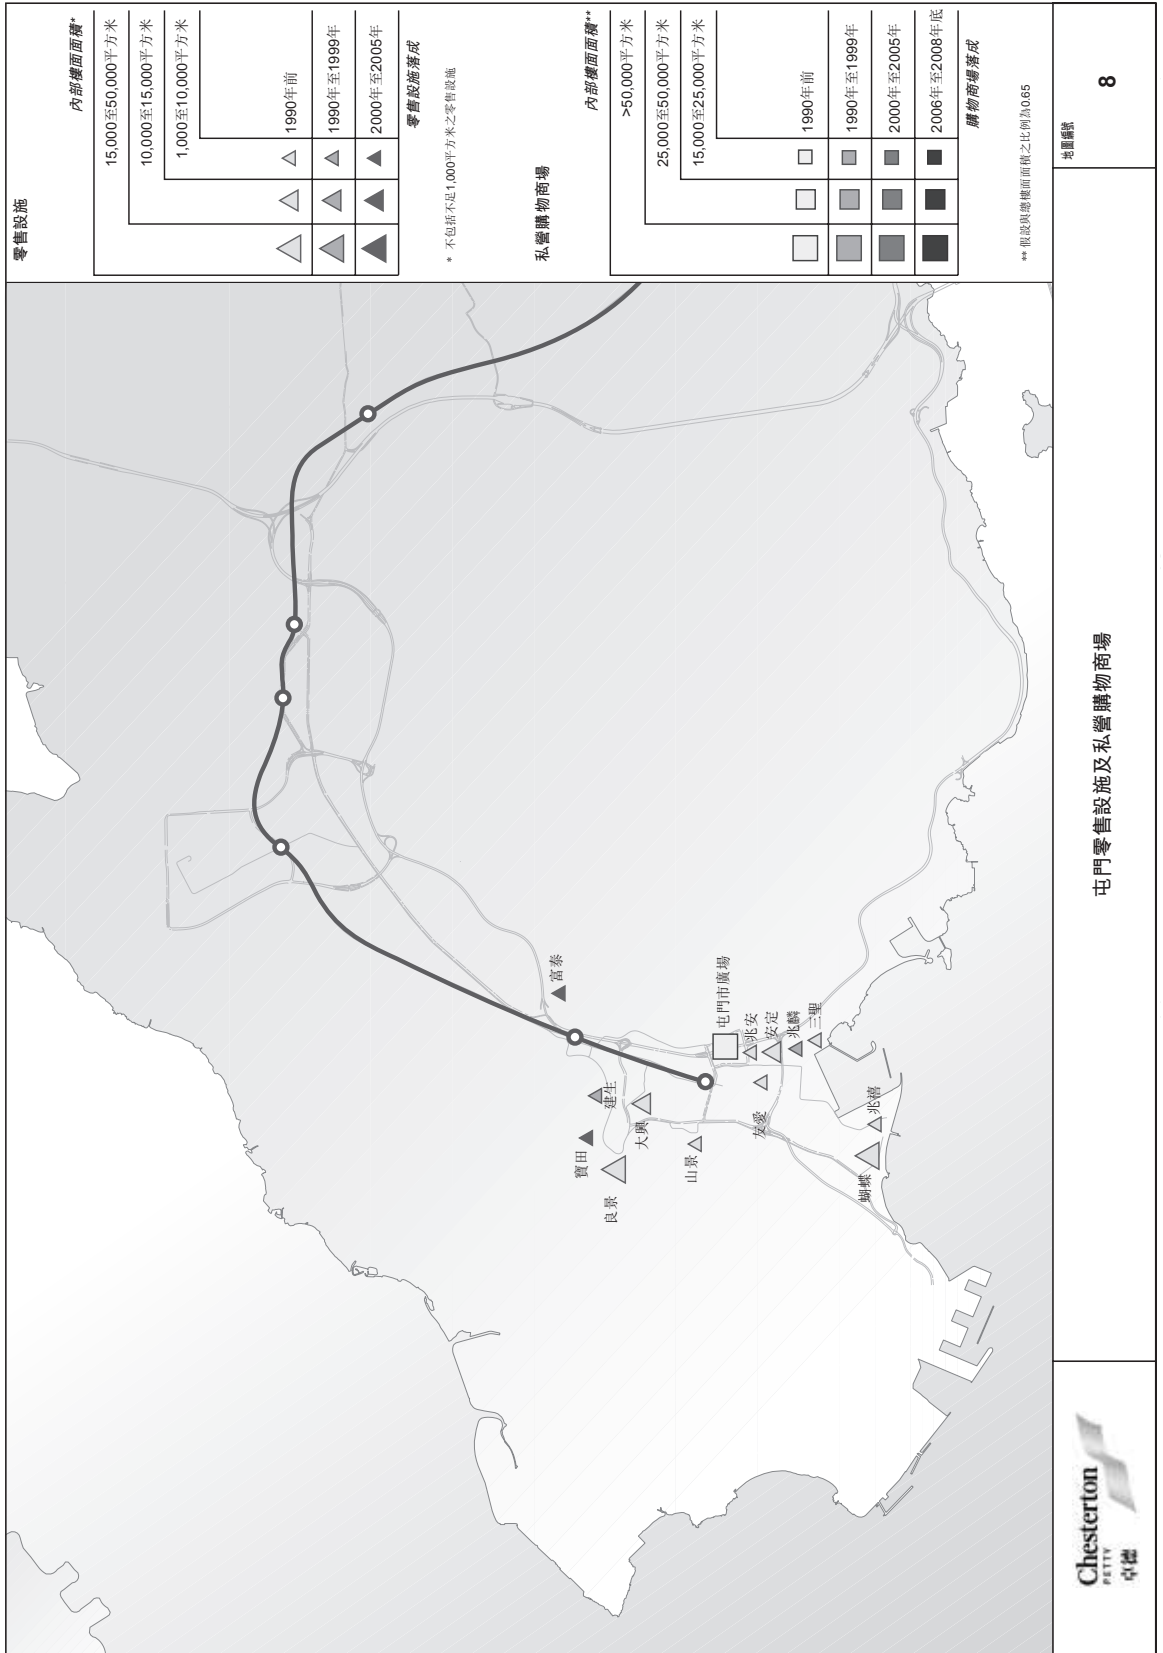 零售設施
內部樓面面積*
15,000至50,000平方米
10,000至15,000平方米
1,000至10,000平方米
1990年前
1990年至1999年
2000年至2005年
零售設施落成
* 不包括不足1,000平方米之零售設施
私營購物商場
內部樓面面積**
>50,000平方米
25,000至50,000平方米
15,000至25,000平方米
1990年前
1990年至1999年
2000年至2005年
2006年至2008年底
購物商場落成
** 假設與總樓面面積之比例為0.65
富泰
建生
寶田
大興
良景
山景
屯門市廣場
兆安
安定
兆麟
三聖
友愛
兆禧
蝴蝶
Chesterton
PETTY
卓德
屯門零售設施及私營購物商場
地圖編號
8